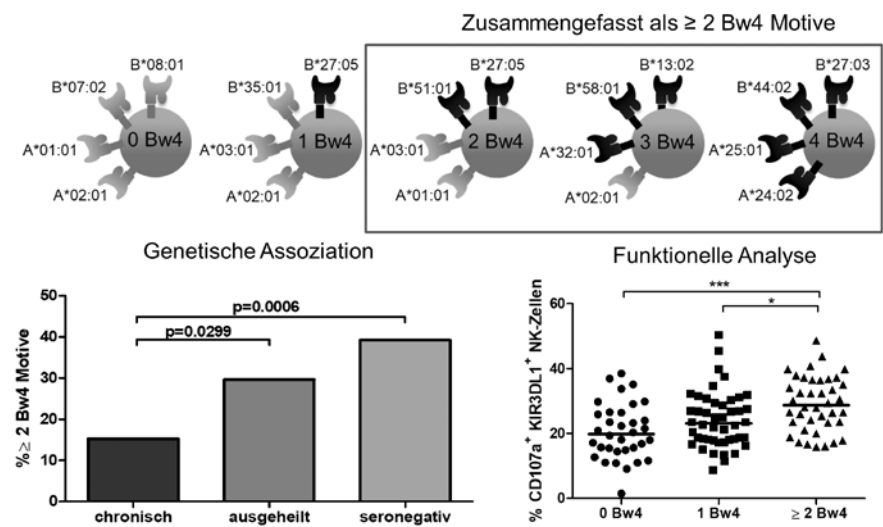 Zusammengefasst als ≥ 2 Bw4 Motive
B*08:01
B*07:02
A*01:01
A*02:01
0 Bw4
B*27:05
B*35:01
A*03:01
A*02:01
1 Bw4
B*27:05
B*51:01
A*03:01
A*01:01
2 Bw4
B*13:02
B*58:01
A*32:01
A*02:01
3 Bw4
B*27:03
B*44:02
A*25:01
A*24:02
4 Bw4
Genetische Assoziation
%≥ 2 Bw4 Motive
50
40
30
20
10
0
p=0.0006
p=0.0299
chronisch
ausgeheilt
seronegativ
Funktionelle Analyse
% CD107a⁺ KIR3DL1⁺ NK-Zellen
60
40
20
0
***
*
0 Bw4
1 Bw4
≥ 2 Bw4